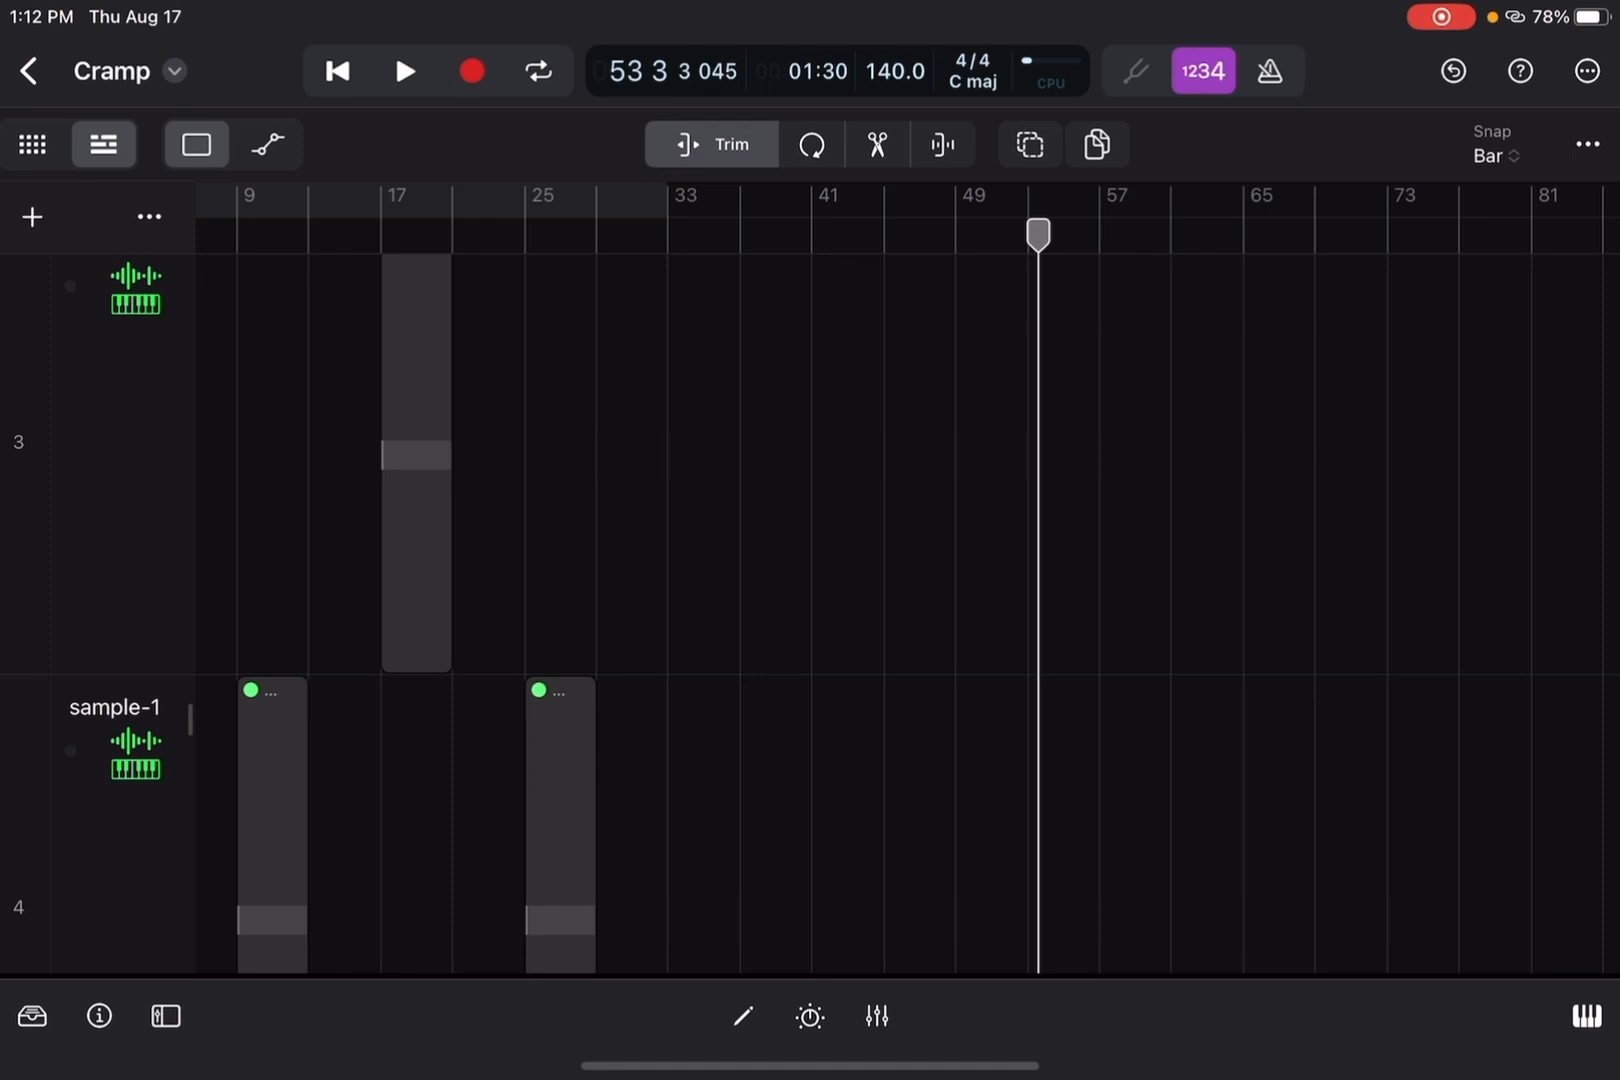 1:12 PM Thu Aug 17
78%
Cramp
53 3 3 045
01:30
140.0
4/4
C maj
CPU
1234
Trim
Snap
Bar
9
17
25
33
41
49
57
65
73
81
3
sample-1
...
...
4